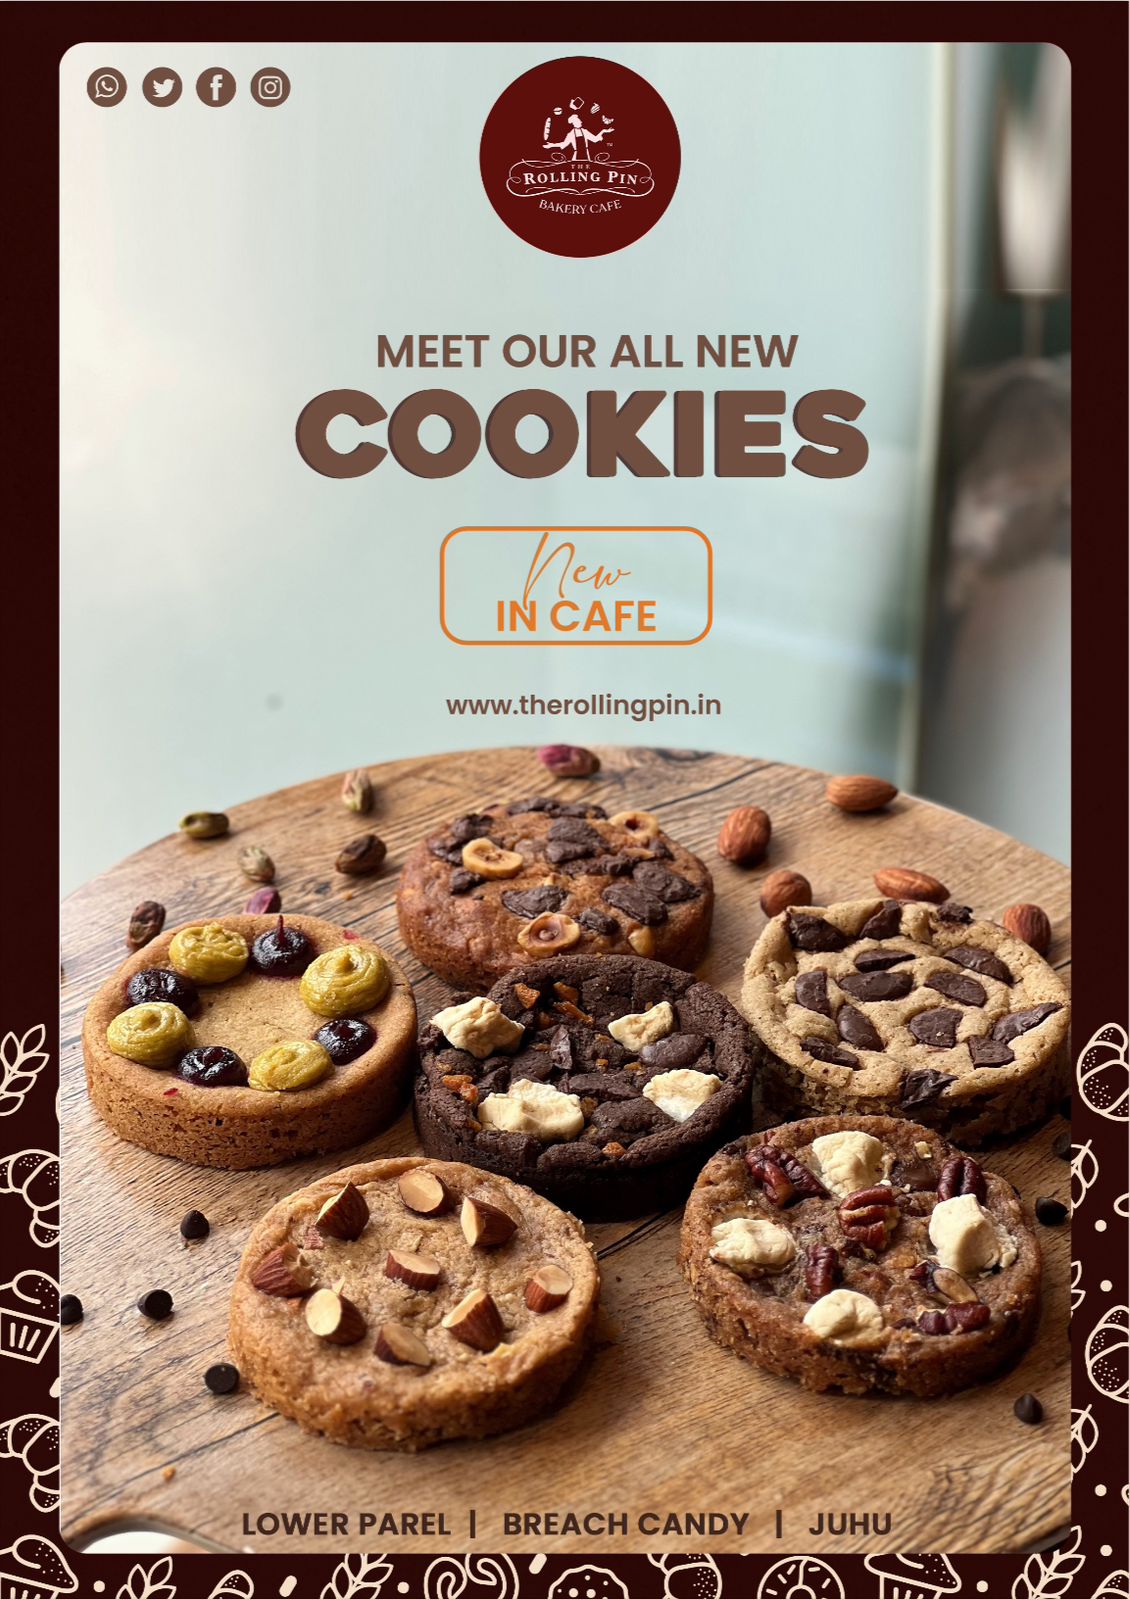 THE
ROLLING PIN
TM
BAKERY CAFE
MEET OUR ALL NEW
COOKIES
New
IN CAFE
www.therollingpin.in
LOWER PAREL | BREACH CANDY | JUHU